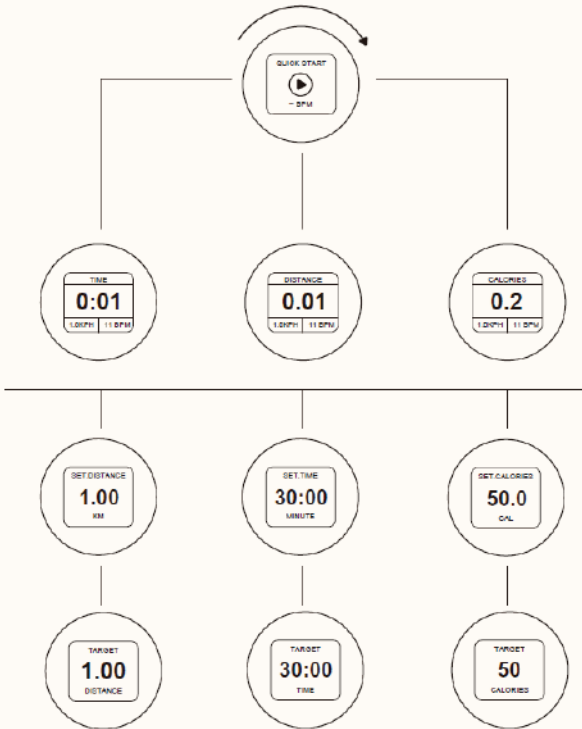 QUICK START
– BPM
TIME
0:01
1.0KPH 11 BPM
DISTANCE
0.01
1.0KPH 11 BPM
CALORIES
0.2
1.0KPH 11 BPM
SET.DISTANCE
1.00
KM
SET.TIME
30:00
MINUTE
SET.CALORIES
50.0
CAL
TARGET
1.00
DISTANCE
TARGET
30:00
TIME
TARGET
50
CALORIES